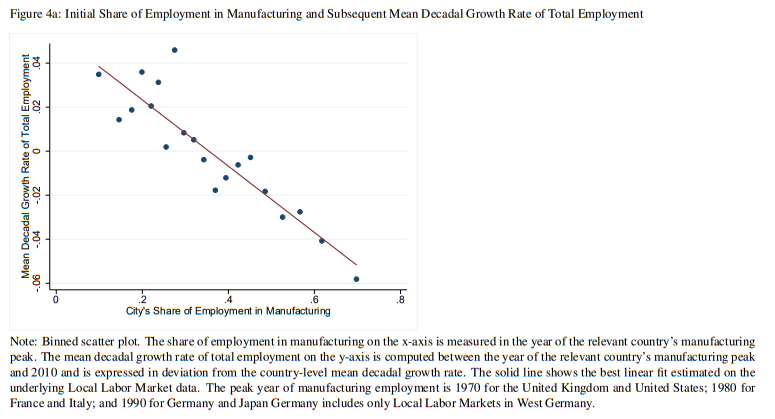 Figure 4a: Initial Share of Employment in Manufacturing and Subsequent Mean Decadal Growth Rate of Total Employment
Mean Decadal Growth Rate of Total Employment
.04
.02
0
-.02
-.04
-.06
0
.2
.4
.6
.8
City's Share of Employment in Manufacturing
Note: Binned scatter plot. The share of employment in manufacturing on the x-axis is measured in the year of the relevant country’s manufacturing
peak. The mean decadal growth rate of total employment on the y-axis is computed between the year of the relevant country’s manufacturing peak
and 2010 and is expressed in deviation from the country-level mean decadal growth rate. The solid line shows the best linear fit estimated on the
underlying Local Labor Market data. The peak year of manufacturing employment is 1970 for the United Kingdom and United States; 1980 for
France and Italy; and 1990 for Germany and Japan Germany includes only Local Labor Markets in West Germany.